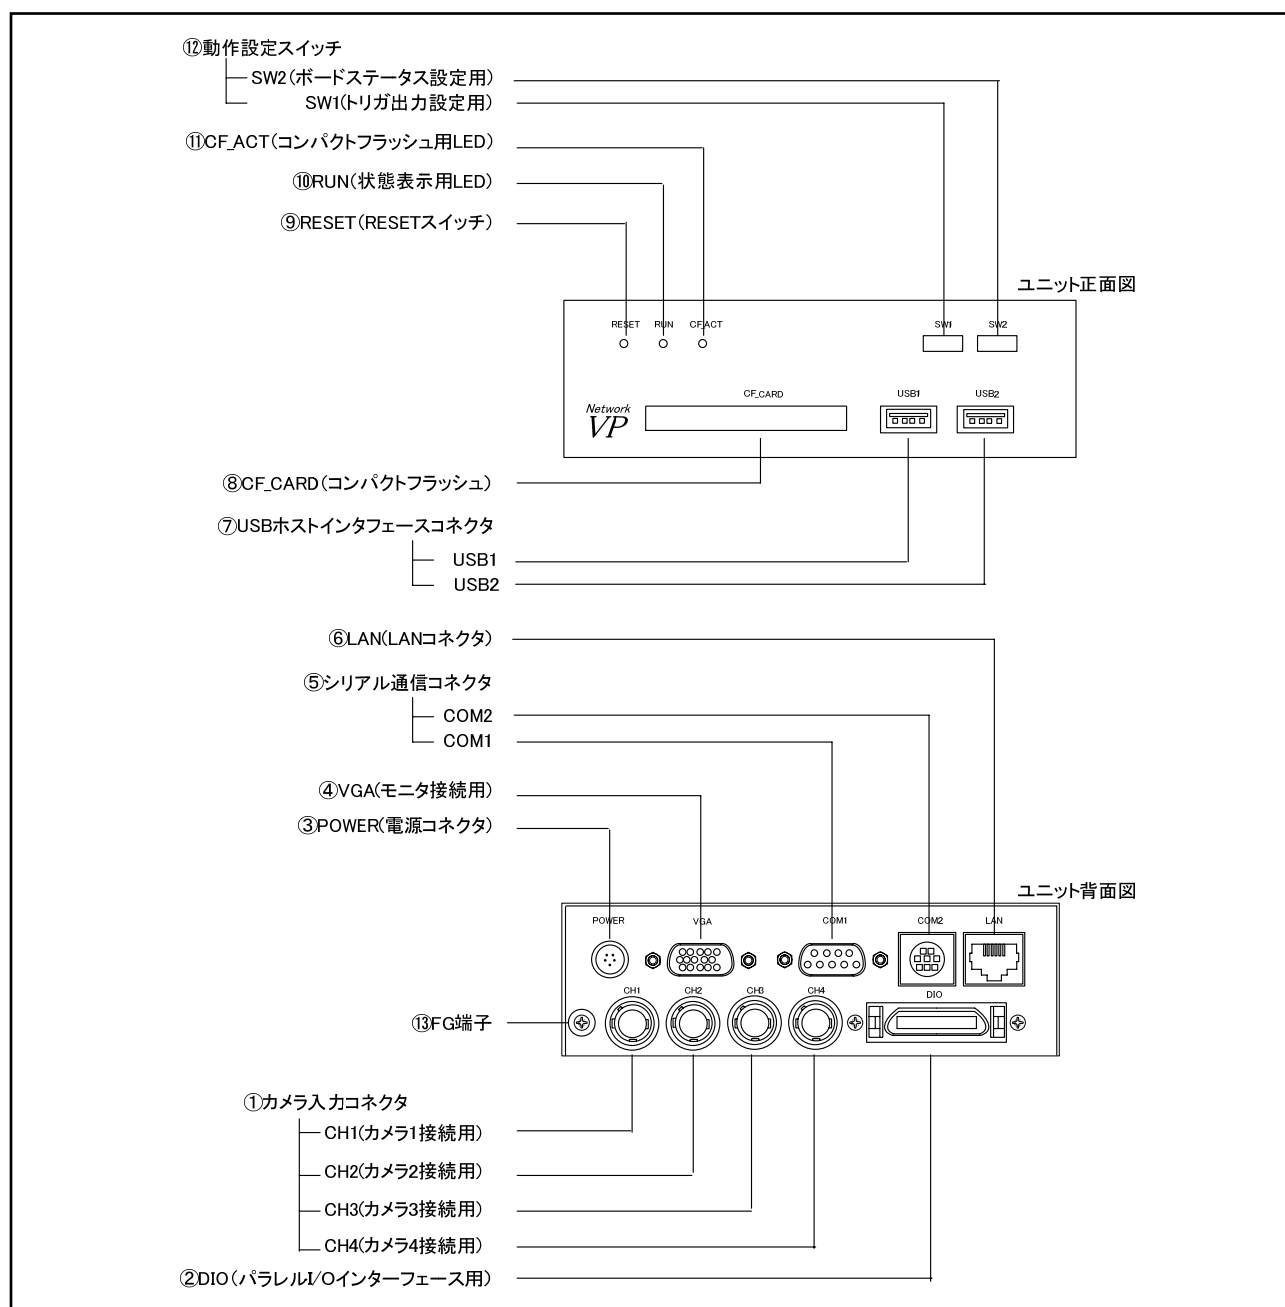 ⑫動作設定スイッチ
SW2(ボードステータス設定用)
SW1(トリガ出力設定用)
⑪CF_ACT(コンパクトフラッシュ用LED)
⑩RUN(状態表示用LED)
⑨RESET(RESETスイッチ)
ユニット正面図
RESET RUN CF_ACT SW1 SW2
CF_CARD USB1 USB2
Network
VP
⑧CF_CARD(コンパクトフラッシュ)
⑦USBホストインタフェースコネクタ
USB1
USB2
⑥LAN(LANコネクタ)
⑤シリアル通信コネクタ
COM2
COM1
④VGA(モニタ接続用)
③POWER(電源コネクタ)
ユニット背面図
POWER VGA COM1 COM2 LAN
CH1 CH2 CH3 CH4 DIO
⑬FG端子
①カメラ入力コネクタ
CH1(カメラ1接続用)
CH2(カメラ2接続用)
CH3(カメラ3接続用)
CH4(カメラ4接続用)
②DIO(パラレルI/Oインターフェース用)